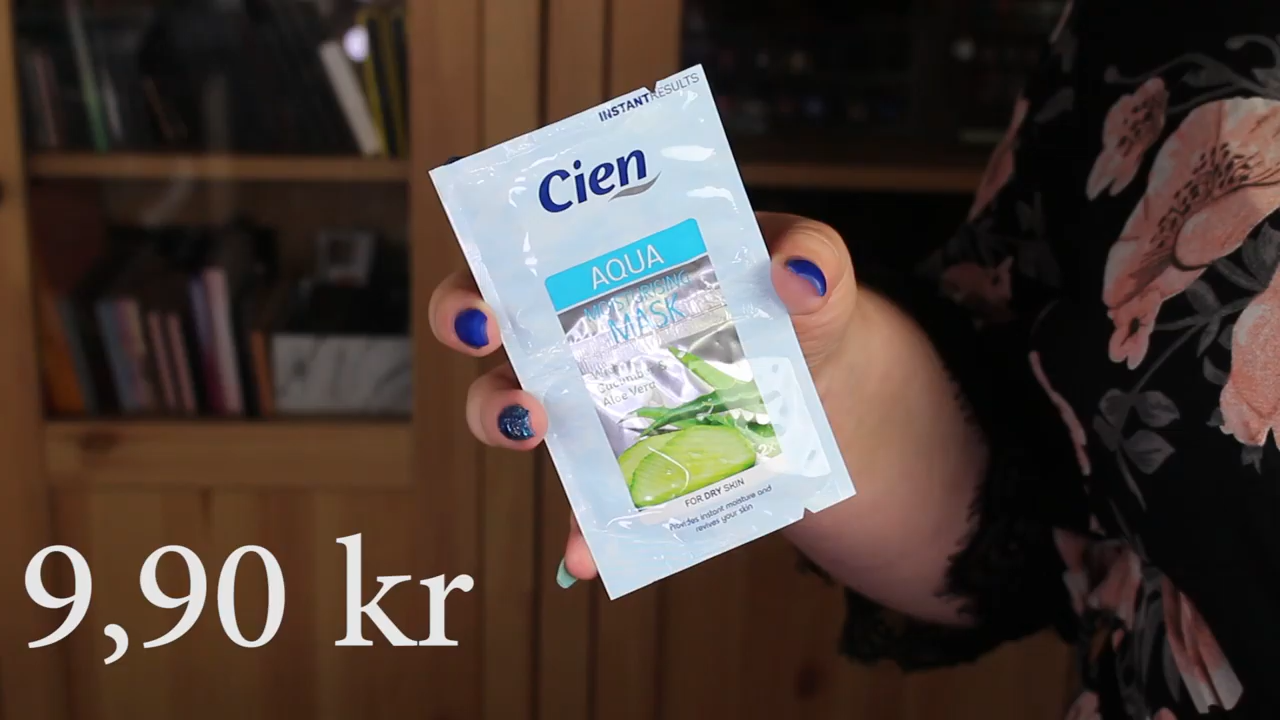 INSTANTRESULTS
Cien
AQUA
MOISTURISING
MASK
Cucumber &
Aloe Vera
FOR DRY SKIN
Provides instant moisture and
revives your skin
9,90 kr